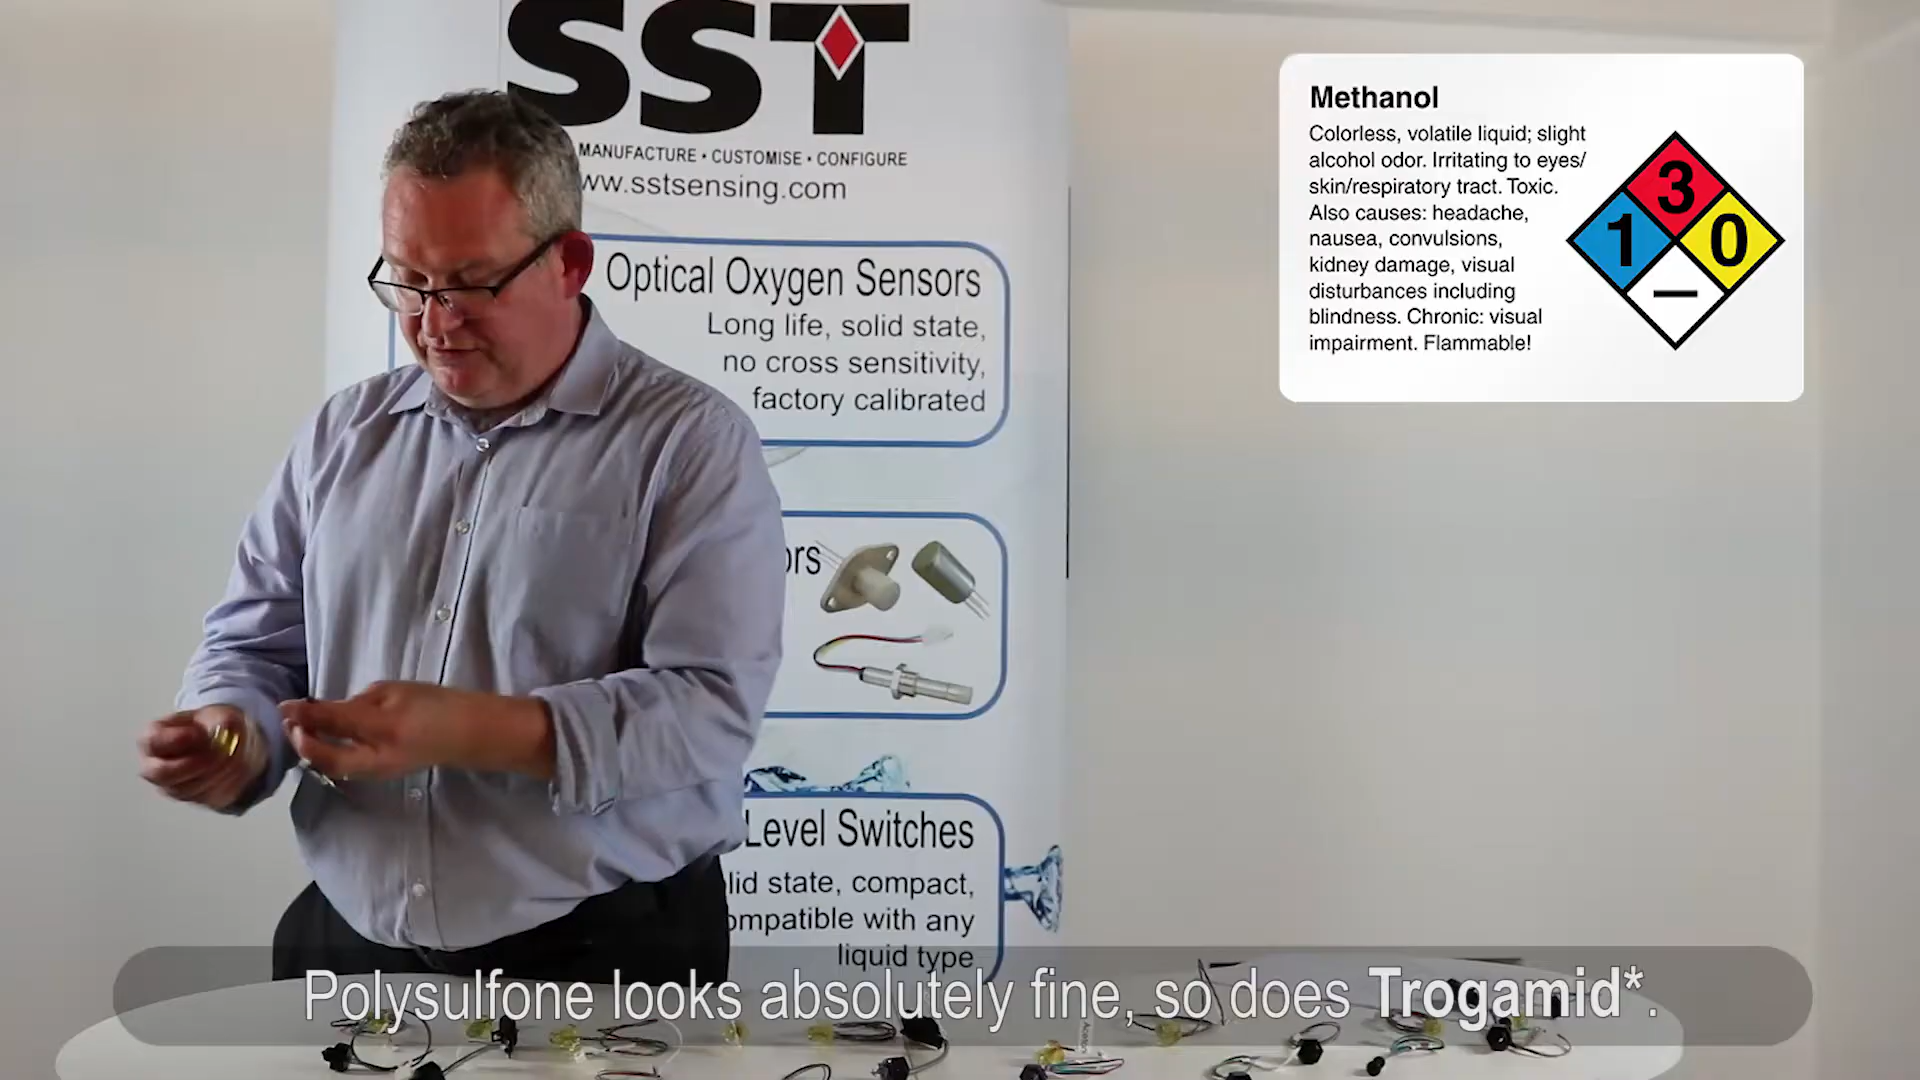 SST
MANUFACTURE • CUSTOMISE • CONFIGURE
www.sstsensing.com
Optical Oxygen Sensors
Long life, solid state,
no cross sensitivity,
factory calibrated
ors
Level Switches
lid state, compact,
ompatible with any
liquid type
Methanol
Colorless, volatile liquid; slight
alcohol odor. Irritating to eyes/
skin/respiratory tract. Toxic.
Also causes: headache,
nausea, convulsions,
kidney damage, visual
disturbances including
blindness. Chronic: visual
impairment. Flammable!
3
1 0
—
Polysulfone looks absolutely fine, so does Trogamid*.